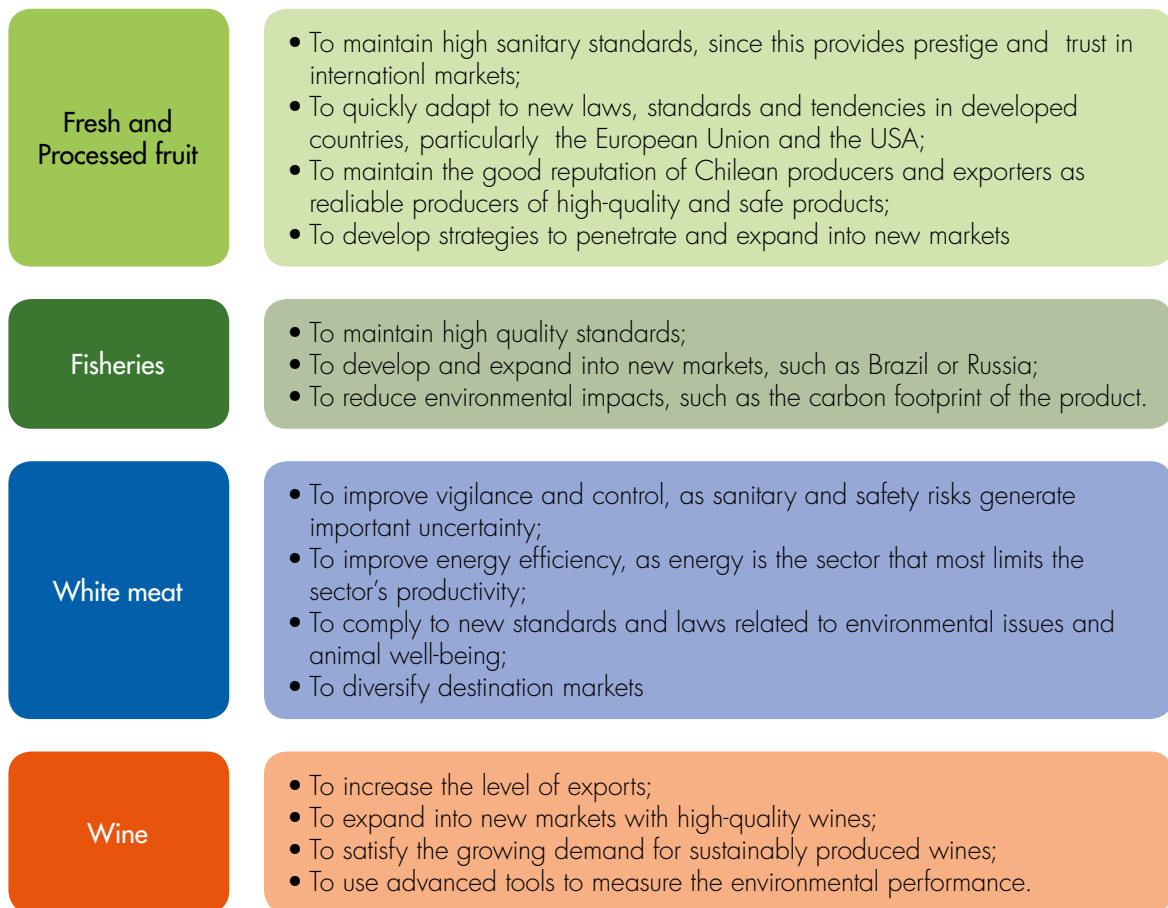 Fresh and
Processed fruit
• To maintain high sanitary standards, since this provides prestige and trust in
internationl markets;
• To quickly adapt to new laws, standards and tendencies in developed
countries, particularly the European Union and the USA;
• To maintain the good reputation of Chilean producers and exporters as
realiable producers of high-quality and safe products;
• To develop strategies to penetrate and expand into new markets
Fisheries
• To maintain high quality standards;
• To develop and expand into new markets, such as Brazil or Russia;
• To reduce environmental impacts, such as the carbon footprint of the product.
White meat
• To improve vigilance and control, as sanitary and safety risks generate
important uncertainty;
• To improve energy efficiency, as energy is the sector that most limits the
sector’s productivity;
• To comply to new standards and laws related to environmental issues and
animal well-being;
• To diversify destination markets
Wine
• To increase the level of exports;
• To expand into new markets with high-quality wines;
• To satisfy the growing demand for sustainably produced wines;
• To use advanced tools to measure the environmental performance.